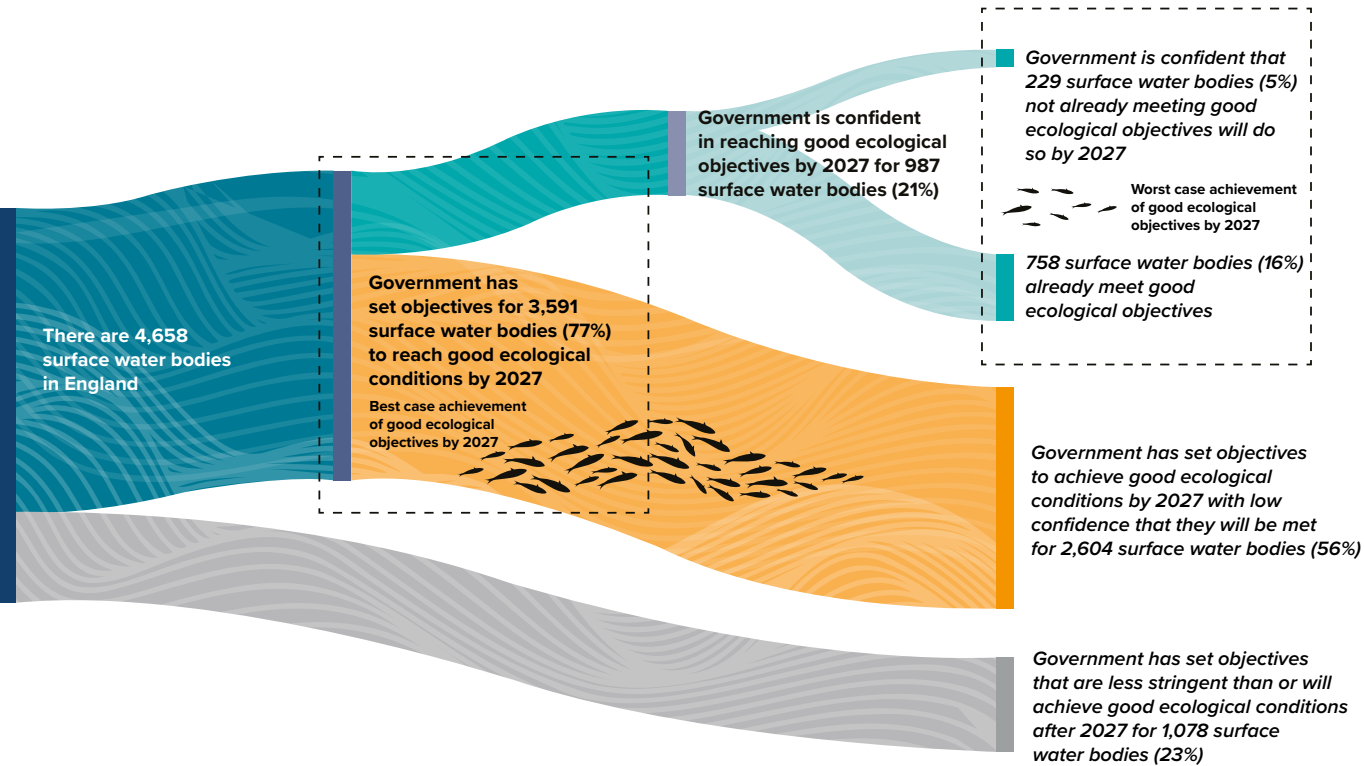 There are 4,658
surface water bodies
in England
Government has
set objectives for 3,591
surface water bodies (77%)
to reach good ecological
conditions by 2027
Best case achievement
of good ecological
objectives by 2027
Government is confident
in reaching good ecological
objectives by 2027 for 987
surface water bodies (21%)
Government is confident that
229 surface water bodies (5%)
not already meeting good
ecological objectives will do
so by 2027
Worst case achievement
of good ecological
objectives by 2027
758 surface water bodies (16%)
already meet good
ecological objectives
Government has set objectives
to achieve good ecological
conditions by 2027 with low
confidence that they will be met
for 2,604 surface water bodies (56%)
Government has set objectives
that are less stringent than or will
achieve good ecological conditions
after 2027 for 1,078 surface
water bodies (23%)